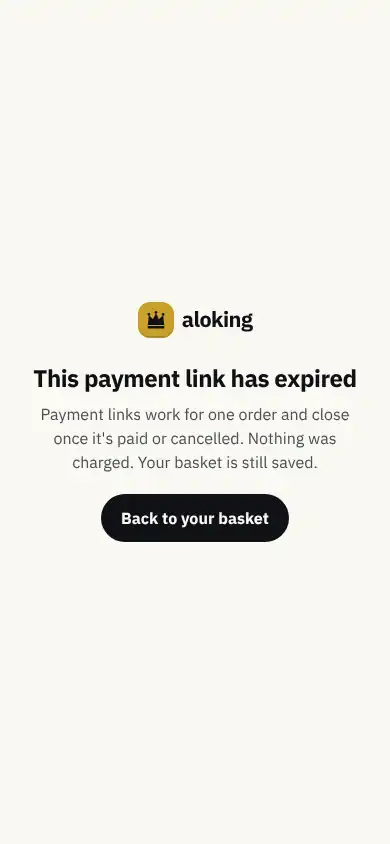 aloking
This payment link has expired
Payment links work for one order and close
once it's paid or cancelled. Nothing was
charged. Your basket is still saved.
Back to your basket